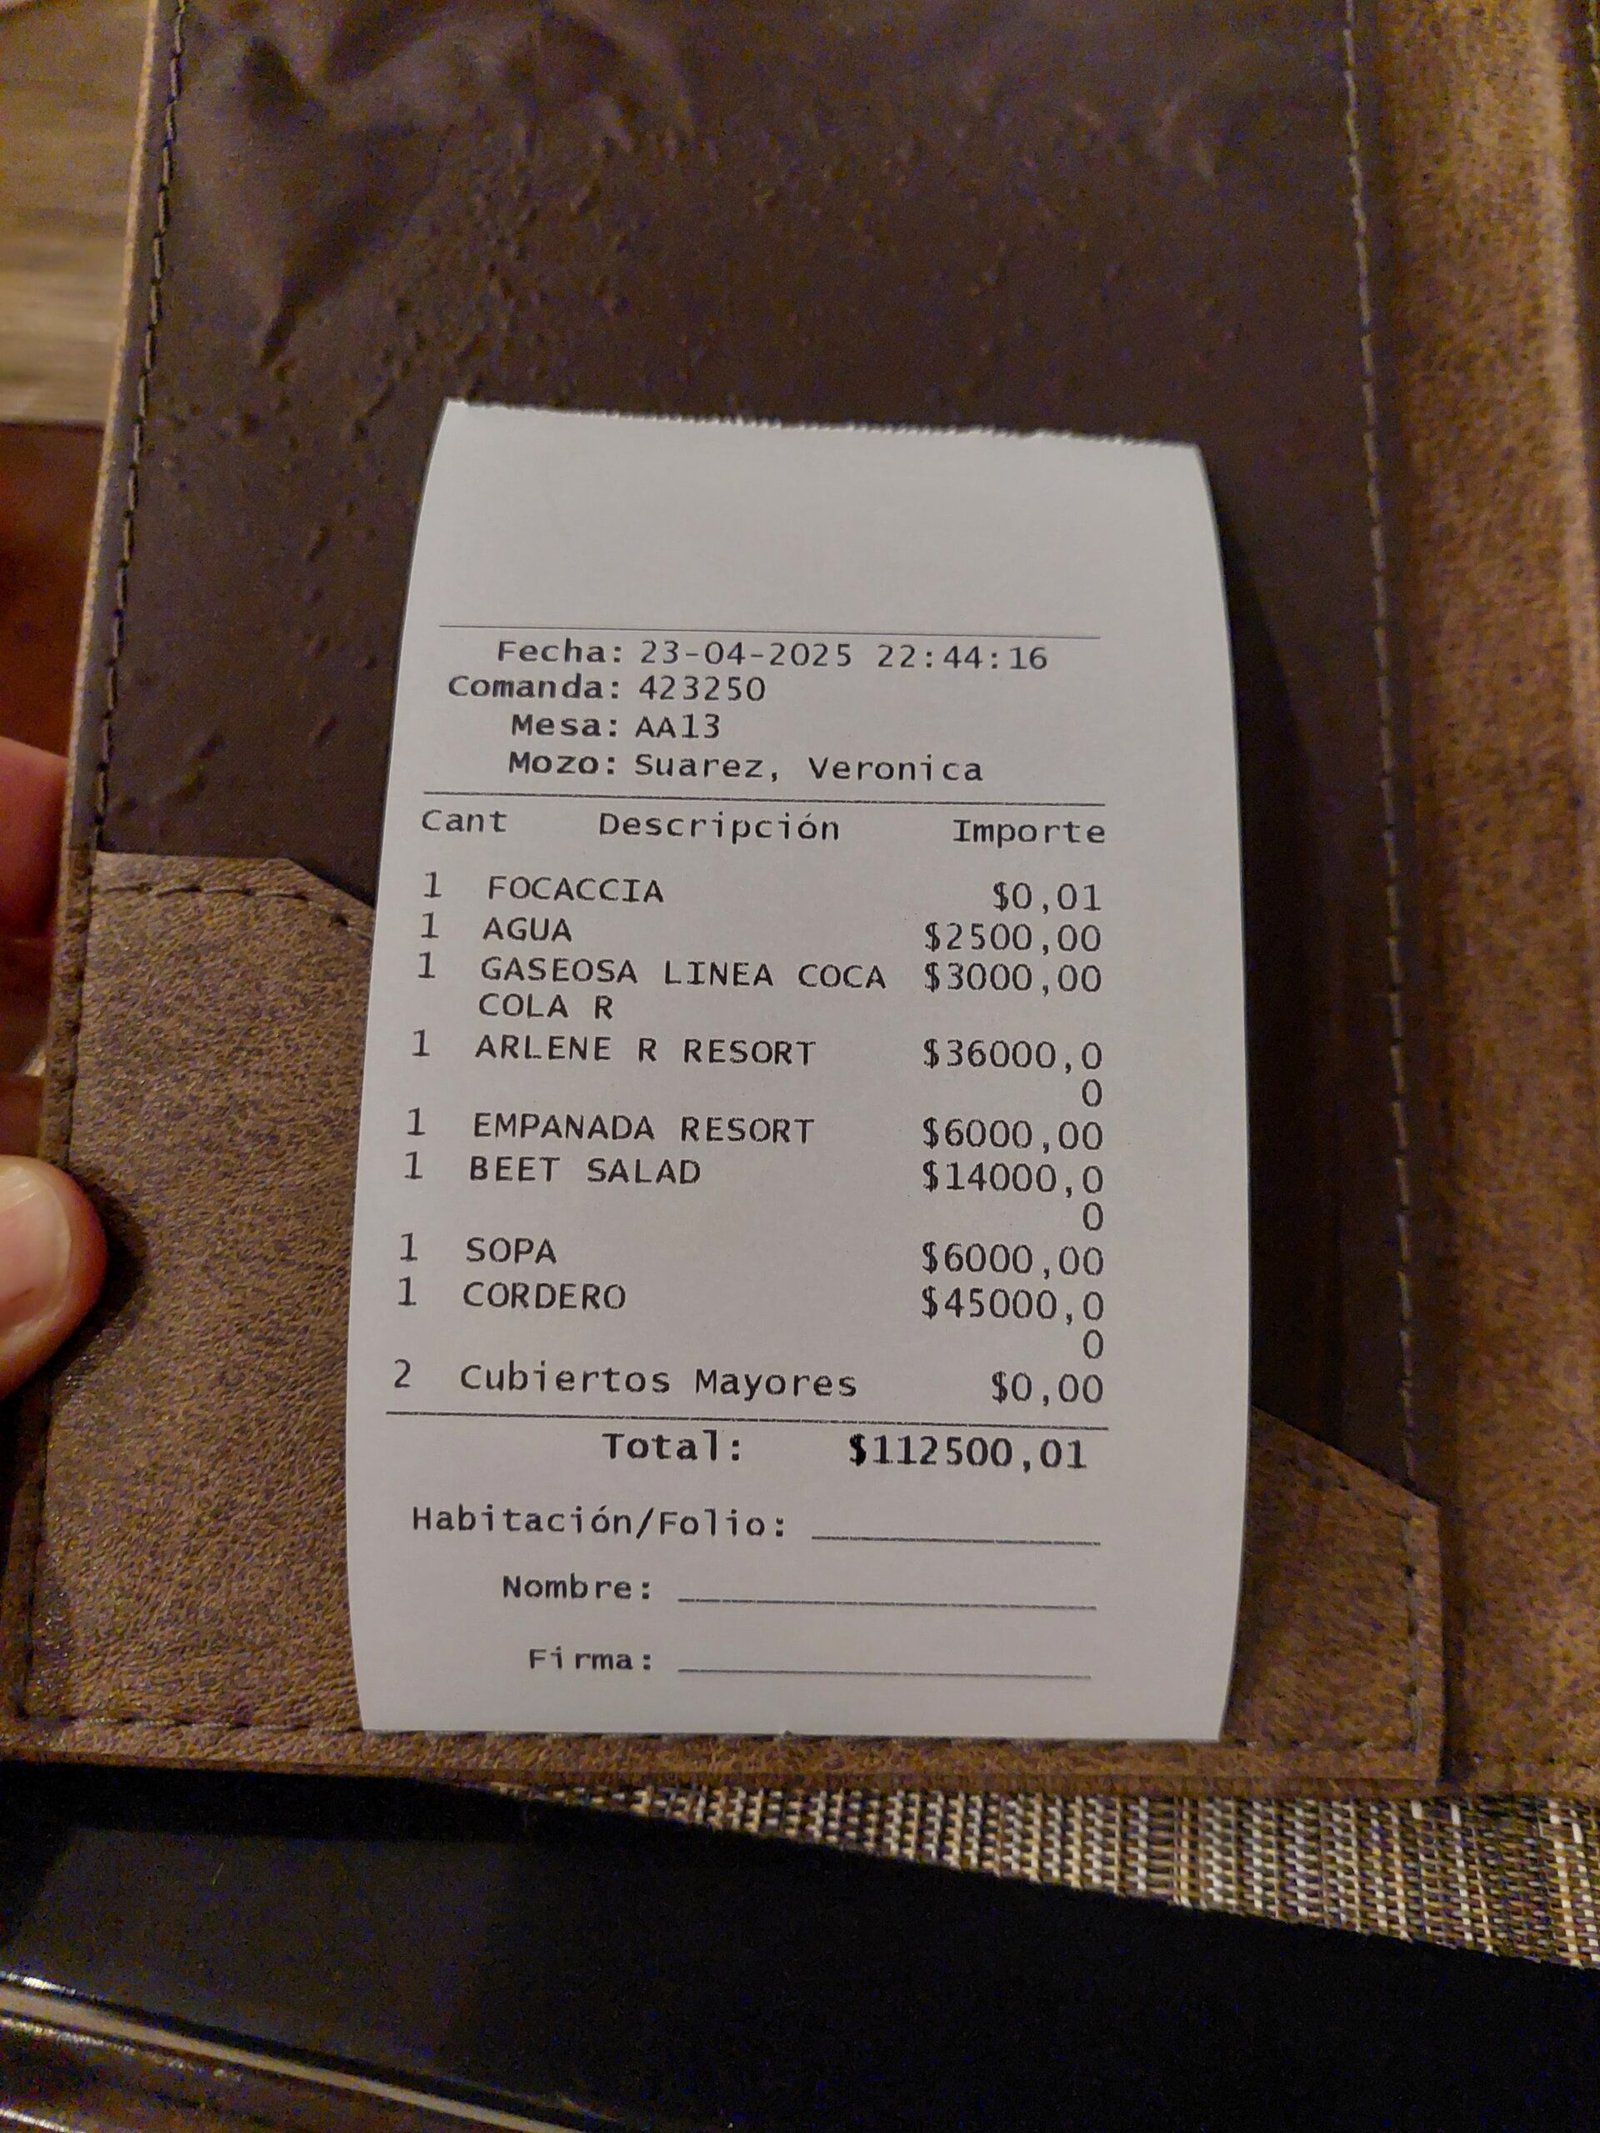 Fecha: 23-04-2025 22:44:16
Comanda: 423250
Mesa: AA13
Mozo: Suarez, Veronica
Cant Descripción Importe
1 FOCACCIA $0,01
1 AGUA $2500,00
1 GASEOSA LINEA COCA $3000,00
COLA R
1 ARLENE R RESORT $36000,0
0
1 EMPANADA RESORT $6000,00
1 BEET SALAD $14000,0
0
1 SOPA $6000,00
1 CORDERO $45000,0
0
2 Cubiertos Mayores $0,00
Total: $112500,01
Habitación/Folio:
Nombre:
Firma: